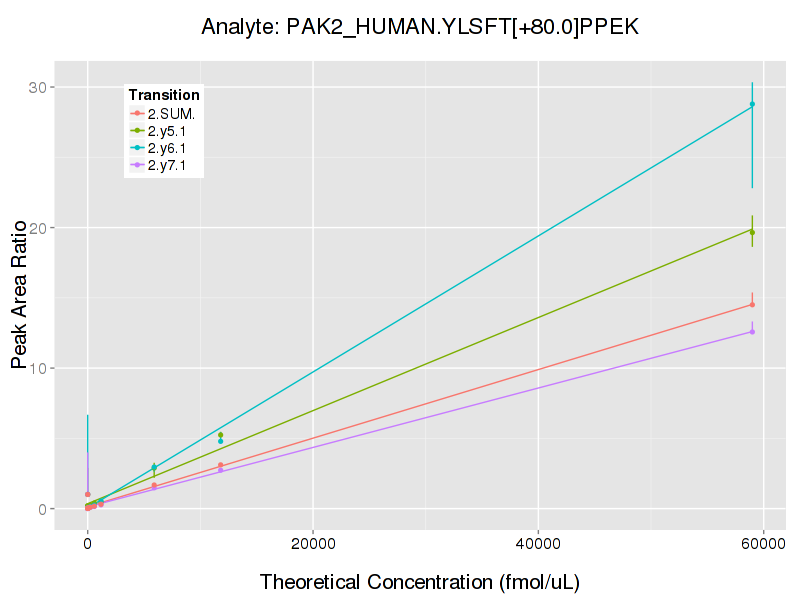 Analyte: PAK2_HUMAN.YLSFT[+80.0]PPEK
Peak Area Ratio
30
20
10
0
Transition
2.SUM.
2.y5.1
2.y6.1
2.y7.1
0 20000 40000 60000
Theoretical Concentration (fmol/uL)